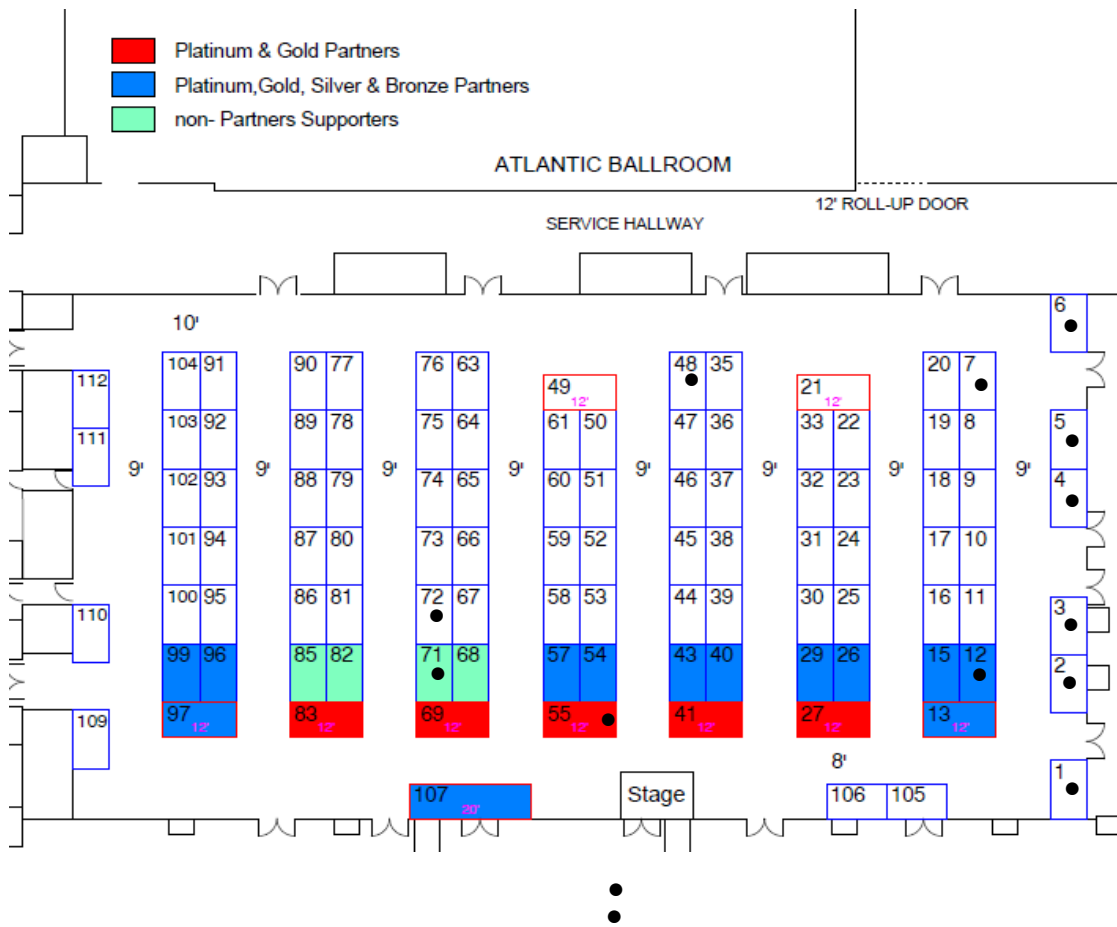 Platinum & Gold Partners
Platinum,Gold, Silver & Bronze Partners
non- Partners Supporters
ATLANTIC BALLROOM
12' ROLL-UP DOOR
SERVICE HALLWAY
6
10'
104 91 90 77 76 63 48 35 20 7
112 49 12' 21 12'
103 92 89 78 75 64 61 50 47 36 33 22 19 8 5
111
9' 9' 9' 9' 9' 9' 9' 9'
102 93 88 79 74 65 60 51 46 37 32 23 18 9 4
101 94 87 80 73 66 59 52 45 38 31 24 17 10
100 95 86 81 72 67 58 53 44 39 30 25 16 11
110 3
99 96 85 82 71 68 57 54 43 40 29 26 15 12 2
97 12' 83 12' 69 12' 55 12' 41 12' 27 12' 13 12'
109
8'
1
107 20' Stage 106 105